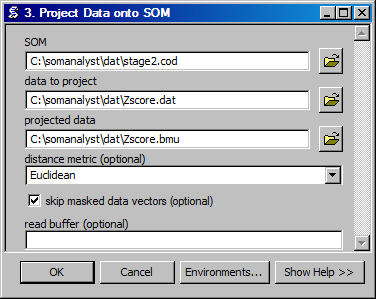 3. Project Data onto SOM
SOM
C:\somanalyst\dat\stage2.cod
data to project
C:\somanalyst\dat\Zscore.dat
projected data
C:\somanalyst\dat\Zscore.bmu
distance metric (optional)
Euclidean
skip masked data vectors (optional)
read buffer (optional)
OK Cancel Environments... Show Help >>